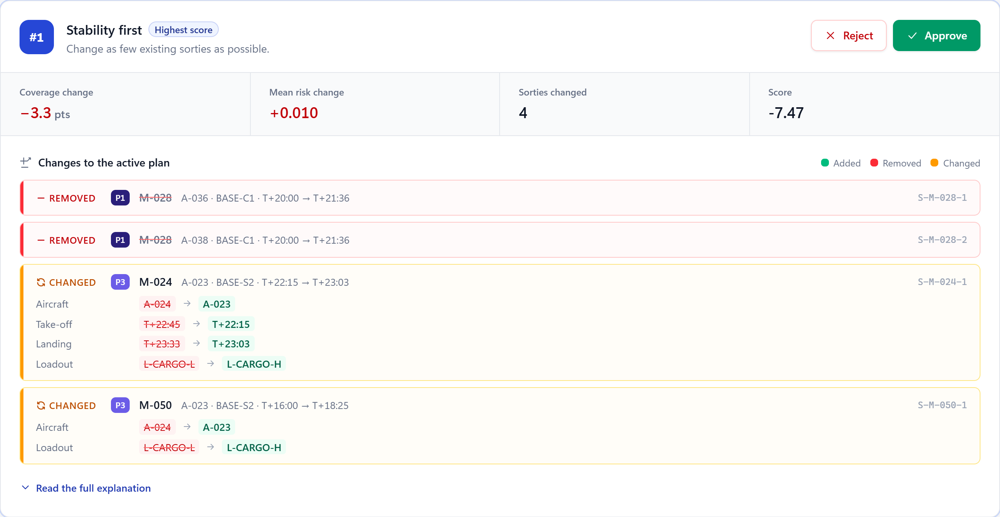 #1
Stability first Highest score
Change as few existing sorties as possible.
Reject
Approve
Coverage change
−3.3 pts
Mean risk change
+0.010
Sorties changed
4
Score
-7.47
Changes to the active plan
Added Removed Changed
− REMOVED P1 M-028 A-036 · BASE-C1 · T+20:00 → T+21:36 S-M-028-1
− REMOVED P1 M-028 A-038 · BASE-C1 · T+20:00 → T+21:36 S-M-028-2
CHANGED P3 M-024 A-023 · BASE-S2 · T+22:15 → T+23:03 S-M-024-1
Aircraft A-024 → A-023
Take-off T+22:45 → T+22:15
Landing T+23:33 → T+23:03
Loadout L-CARGO-L → L-CARGO-H
CHANGED P3 M-050 A-023 · BASE-S2 · T+16:00 → T+18:25 S-M-050-1
Aircraft A-024 → A-023
Loadout L-CARGO-L → L-CARGO-H
Read the full explanation